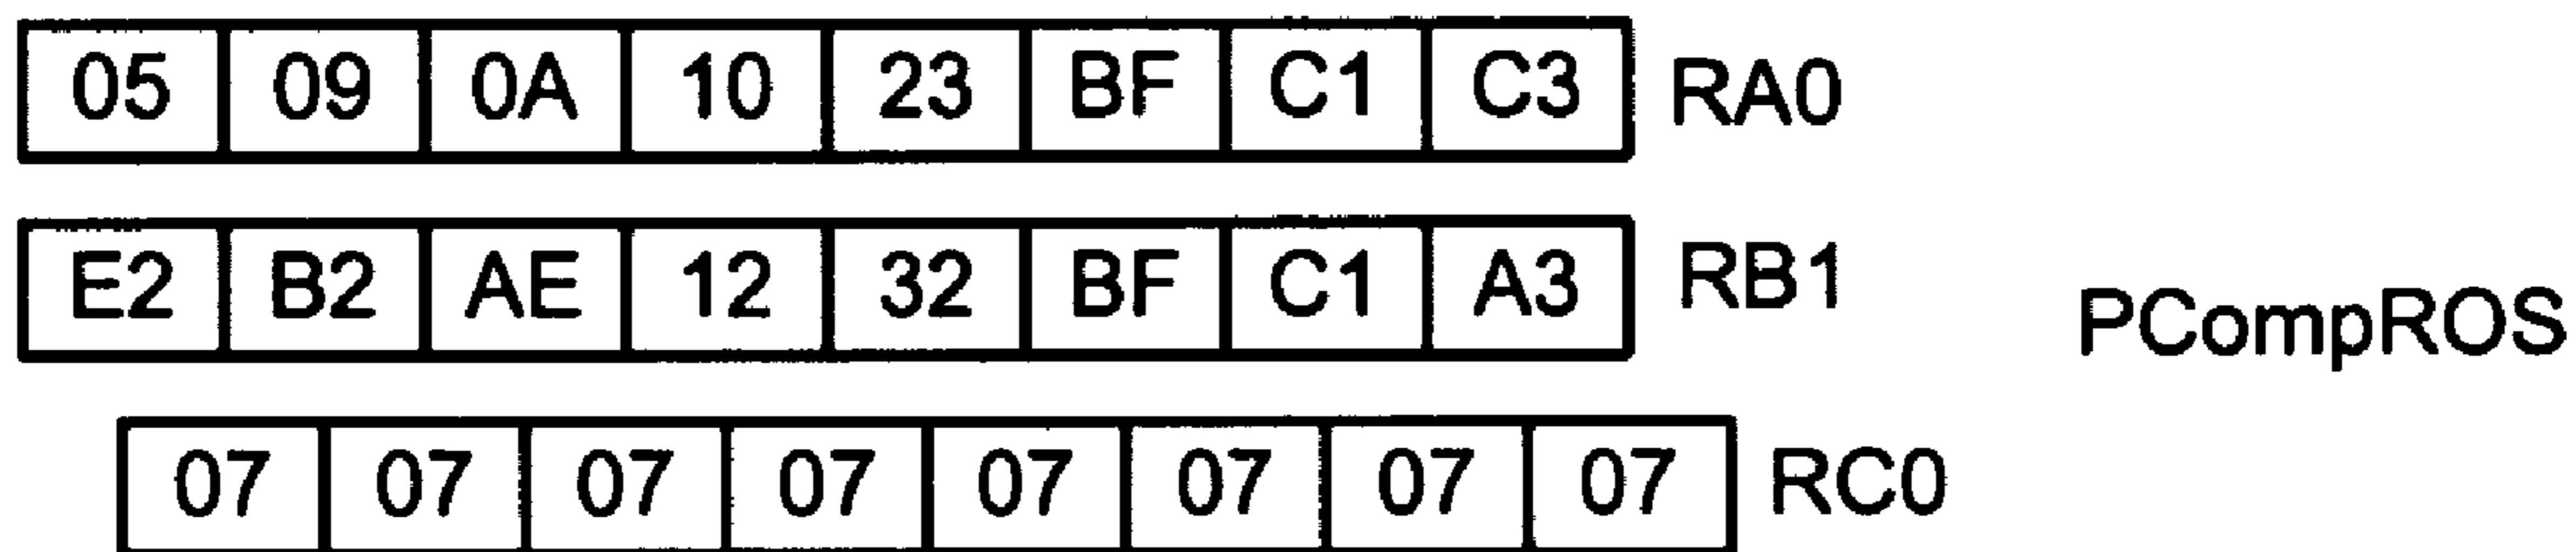 05 09 0A 10 23 BF C1 C3 RA0
E2 B2 AE 12 32 BF C1 A3 RB1
PCompROS
07 07 07 07 07 07 07 07 RC0